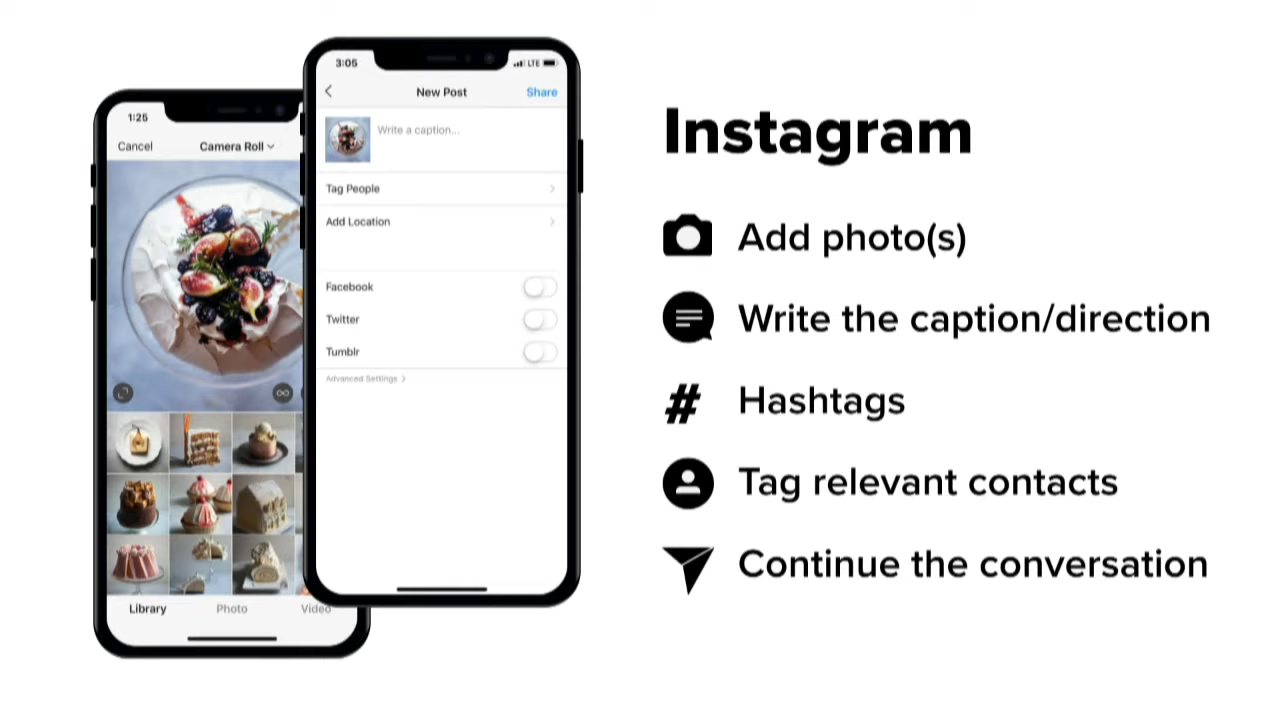 1:25
Cancel
Camera Roll
Library
Photo
Video
3:05
LTE
New Post
Share
Write a caption...
Tag People
Add Location
Facebook
Twitter
Tumblr
Advanced Settings
Instagram
Add photo(s)
Write the caption/direction
# Hashtags
Tag relevant contacts
Continue the conversation